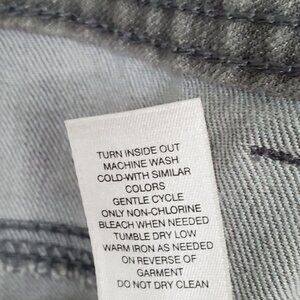 TURN INSIDE OUT
MACHINE WASH
COLD-WITH SIMILAR
COLORS
GENTLE CYCLE
ONLY NON-CHLORINE
BLEACH WHEN NEEDED
TUMBLE DRY LOW
WARM IRON AS NEEDED
ON REVERSE OF
GARMENT
DO NOT DRY CLEAN